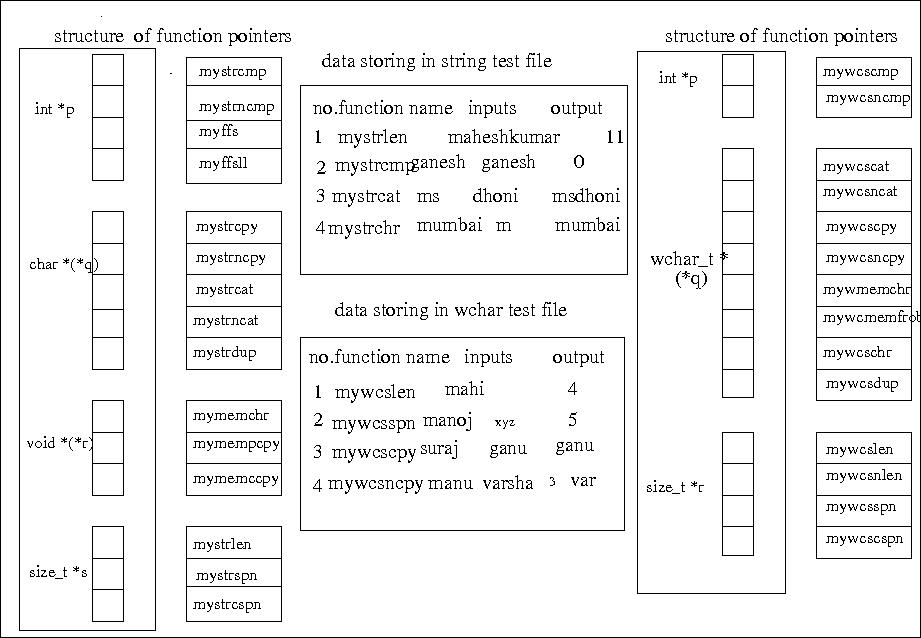 structure of function pointers
int *p
mystrcmp
mystrncmp
myffs
myffsll
char *(*q)
mystrcpy
mystrncpy
mystrcat
mystrncat
mystrdup
void *(*r)
mymemchr
mymempcpy
mymemccpy
size_t *s
mystrlen
mystrspn
mystrcspn
data storing in string test file
no.function name inputs output
1 mystrlen maheshkumar 11
2 mystrcmp ganesh ganesh 0
3 mystrcat ms dhoni msdhoni
4 mystrchr mumbai m mumbai
data storing in wchar test file
no.function name inputs output
1 mywcslen mahi 4
2 mywcsspn manoj xyz 5
3 mywcscpy suraj ganu ganu
4 mywcsncpy manu varsha 3 var
structure of function pointers
int *p
mywcscmp
mywcsncmp
wchar_t *
(*q)
mywcscat
mywcsncat
mywcscpy
mywcsncpy
mywmemchr
mywcmemfrob
mywcschr
mywcsdup
size_t *r
mywcslen
mywcsnlen
mywcsspn
mywcscspn